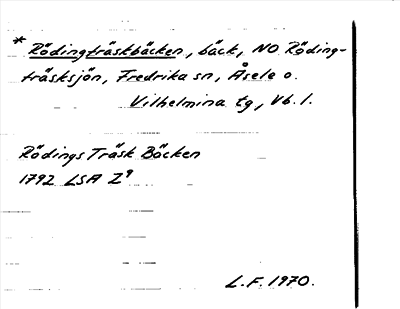 * Rödingträskbäcken, bäck, NO Röding-
träsksjön, Fredrika sn, Åsele o.
Vilhelmina tg, Vb. l.
Rödings Träsk Bäcken
1792 LSA Z⁹
L.F. 1970.